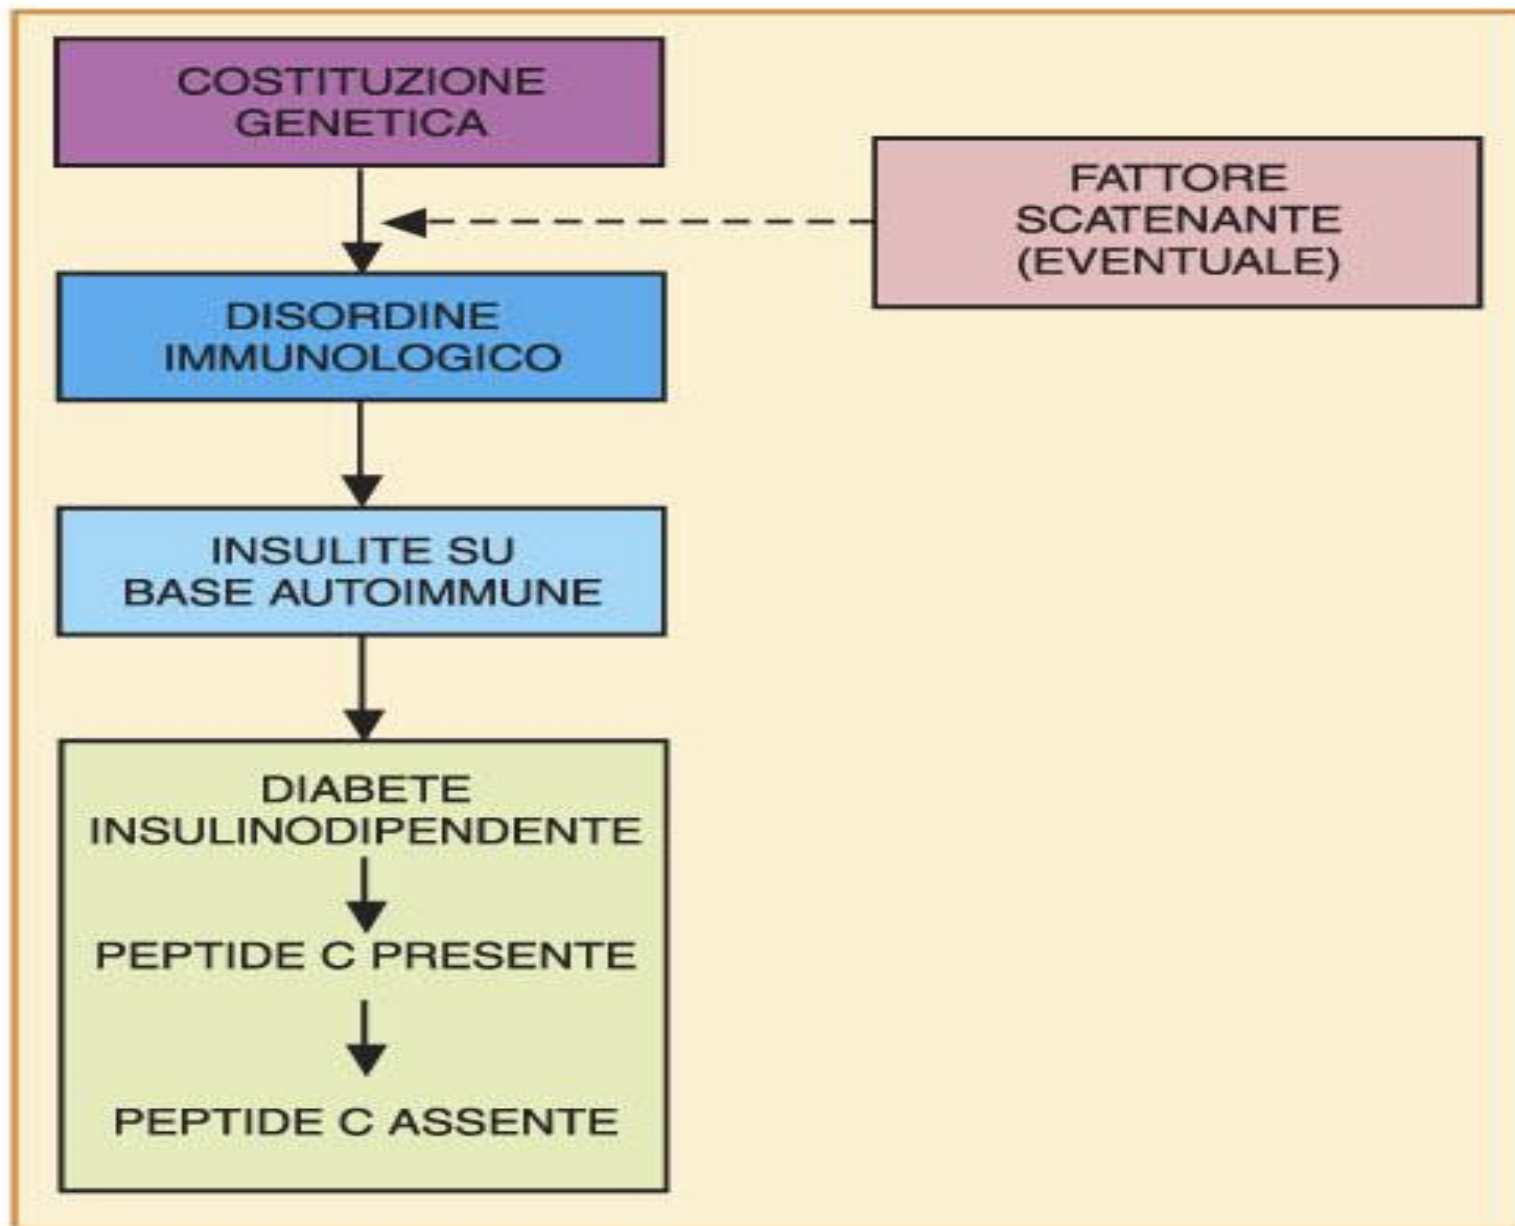 COSTITUZIONE
GENETICA
FATTORE
SCATENANTE
(EVENTUALE)
DISORDINE
IMMUNOLOGICO
INSULITE SU
BASE AUTOIMMUNE
DIABETE
INSULINODIPENDENTE
PEPTIDE C PRESENTE
PEPTIDE C ASSENTE